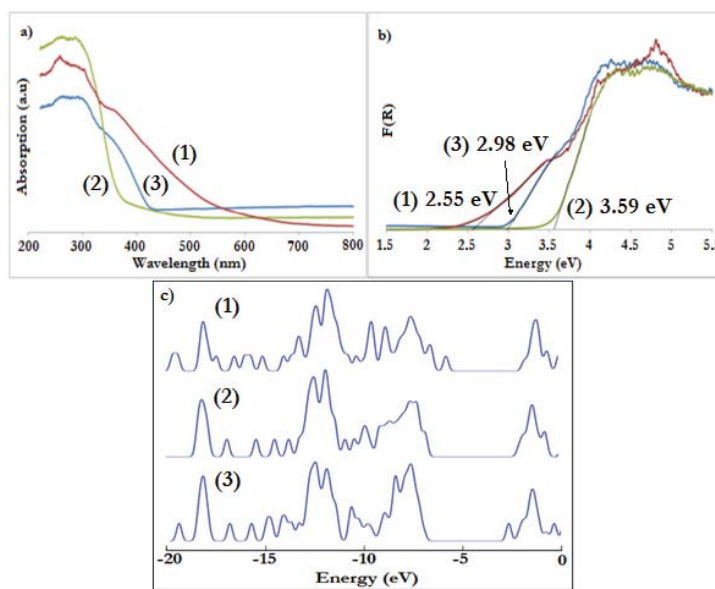 a)
Absorption (a.u)
(1)
(2)
(3)
200 300 400 500 600 700 800
Wavelength (nm)
b)
F(R)
(3) 2.98 eV
(1) 2.55 eV
(2) 3.59 eV
1.5 2 2.5 3 3.5 4 4.5 5 5.5
Energy (eV)
c)
(1)
(2)
(3)
-20 -15 -10 -5 0
Energy (eV)